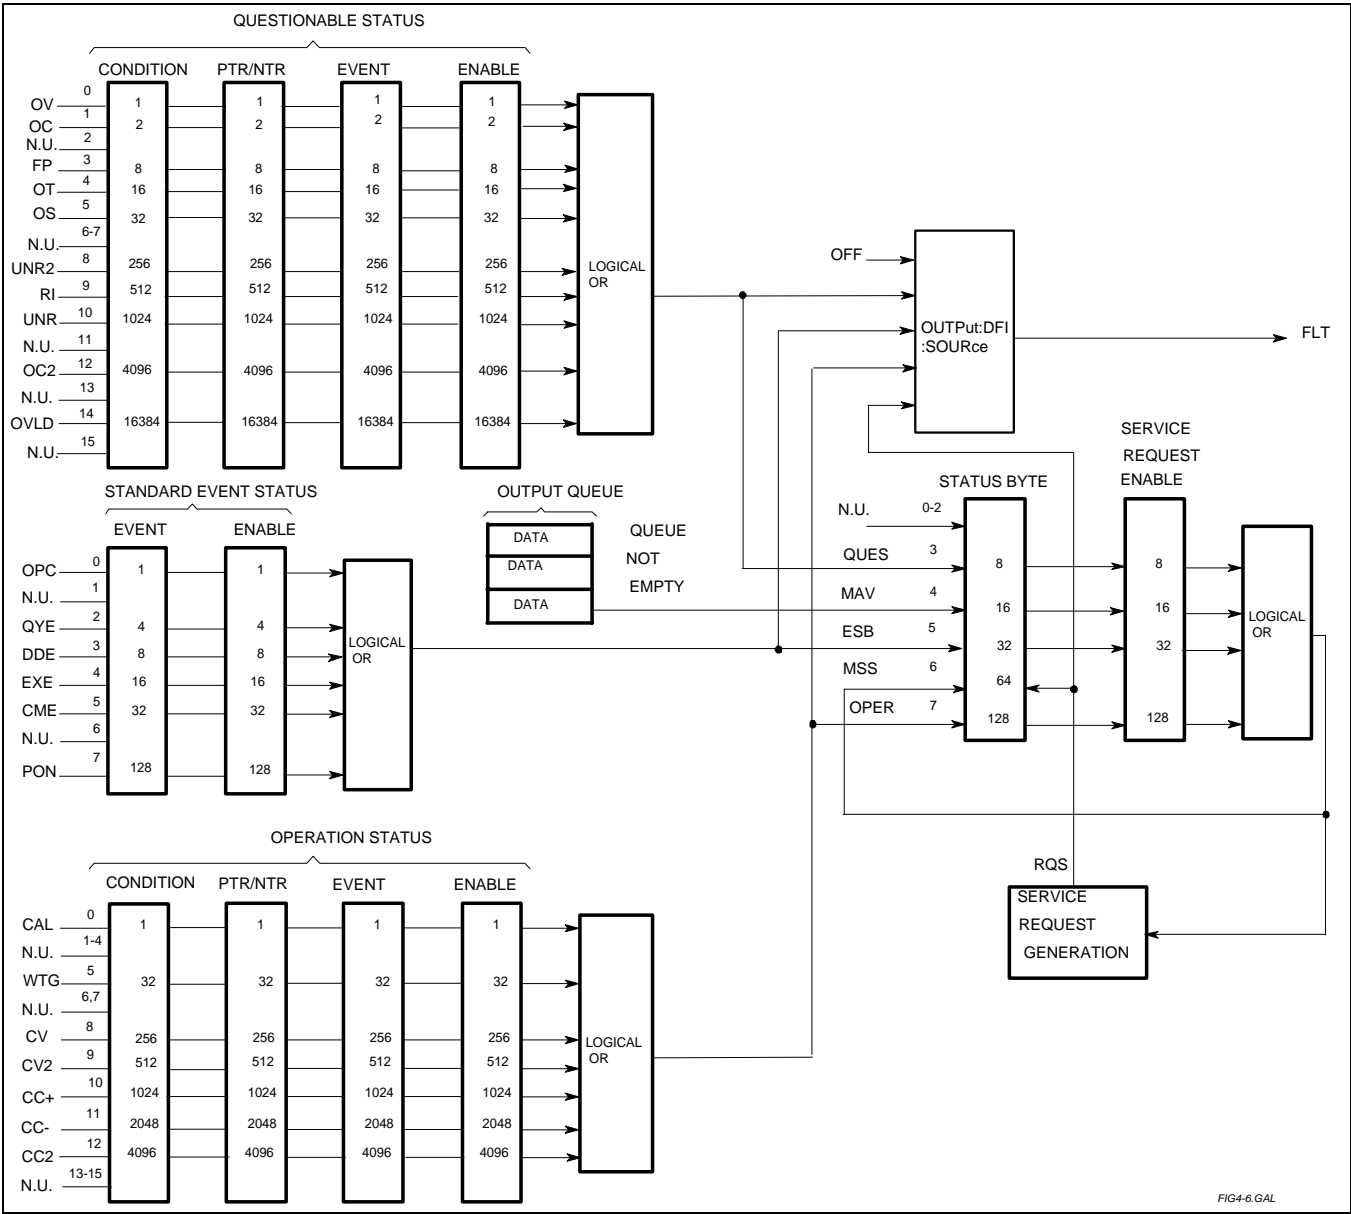 QUESTIONABLE STATUS
CONDITION PTR/NTR EVENT ENABLE
OV 0 1 1 1 1
OC 1 2 2 2 2
N.U. 2
FP 3 8 8 8 8
OT 4 16 16 16 16
OS 5 32 32 32 32
N.U. 6-7
UNR2 8 256 256 256 256
RI 9 512 512 512 512
UNR 10 1024 1024 1024 1024
N.U. 11
OC2 12 4096 4096 4096 4096
N.U. 13
OVLD 14 16384 16384 16384 16384
N.U. 15
LOGICAL
OR
OFF
OUTPut:DFI
:SOURce
FLT
STANDARD EVENT STATUS
EVENT ENABLE
OPC 0 1 1
N.U. 1
QYE 2 4 4
DDE 3 8 8
EXE 4 16 16
CME 5 32 32
N.U. 6
PON 7 128 128
LOGICAL
OR
OUTPUT QUEUE
DATA
DATA
DATA
QUEUE
NOT
EMPTY
STATUS BYTE
SERVICE
REQUEST
ENABLE
N.U. 0-2
QUES 3 8 8
MAV 4 16 16
ESB 5 32 32
MSS 6 64
OPER 7 128 128
LOGICAL
OR
RQS
SERVICE
REQUEST
GENERATION
OPERATION STATUS
CONDITION PTR/NTR EVENT ENABLE
CAL 0 1 1 1 1
N.U. 1-4
WTG 5 32 32 32 32
N.U. 6,7
CV 8 256 256 256 256
CV2 9 512 512 512 512
CC+ 10 1024 1024 1024 1024
CC- 11 2048 2048 2048 2048
CC2 12 4096 4096 4096 4096
N.U. 13-15
LOGICAL
OR
FIG4-6.GAL